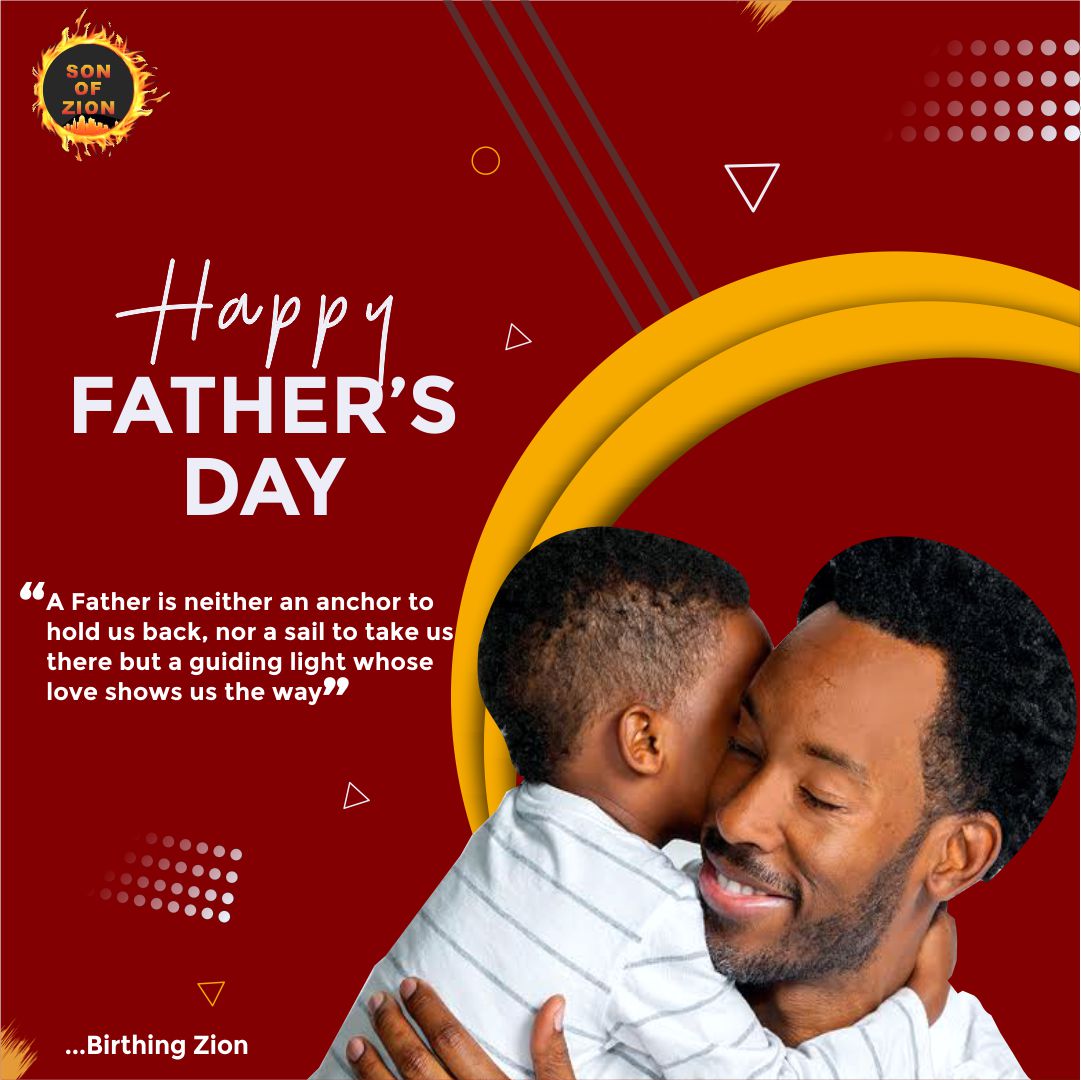 SON
OF
ZION
Happy
FATHER’S
DAY
“A Father is neither an anchor to
hold us back, nor a sail to take us
there but a guiding light whose
love shows us the way”
...Birthing Zion